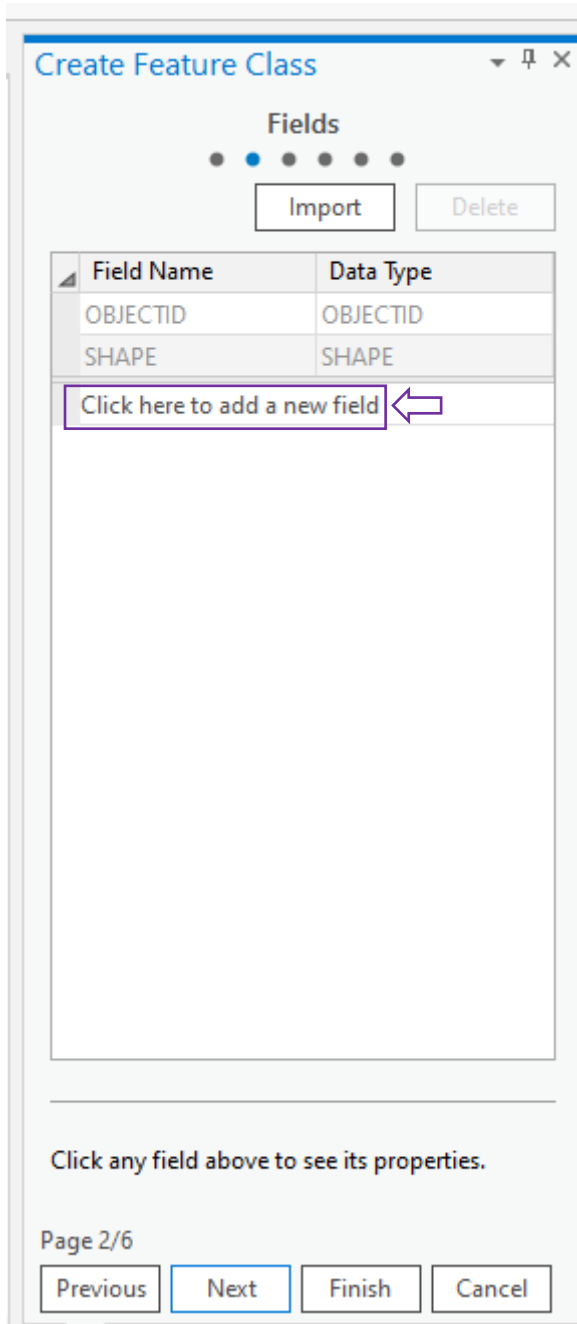 Create Feature Class
Fields
Import Delete
Field Name Data Type
OBJECTID OBJECTID
SHAPE SHAPE
Click here to add a new field
Click any field above to see its properties.
Page 2/6
Previous Next Finish Cancel